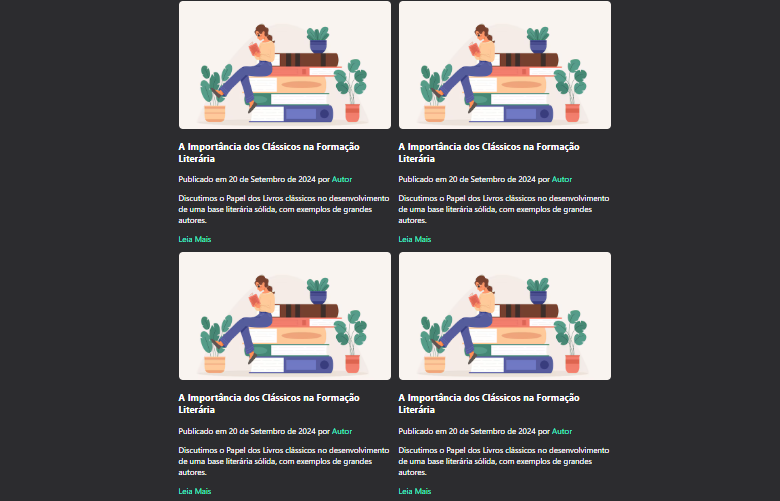 A Importância dos Clássicos na Formação
Literária
Publicado em 20 de Setembro de 2024 por Autor
Discutimos o Papel dos Livros clássicos no desenvolvimento
de uma base literária sólida, com exemplos de grandes
autores.
Leia Mais
A Importância dos Clássicos na Formação
Literária
Publicado em 20 de Setembro de 2024 por Autor
Discutimos o Papel dos Livros clássicos no desenvolvimento
de uma base literária sólida, com exemplos de grandes
autores.
Leia Mais
A Importância dos Clássicos na Formação
Literária
Publicado em 20 de Setembro de 2024 por Autor
Discutimos o Papel dos Livros clássicos no desenvolvimento
de uma base literária sólida, com exemplos de grandes
autores.
Leia Mais
A Importância dos Clássicos na Formação
Literária
Publicado em 20 de Setembro de 2024 por Autor
Discutimos o Papel dos Livros clássicos no desenvolvimento
de uma base literária sólida, com exemplos de grandes
autores.
Leia Mais